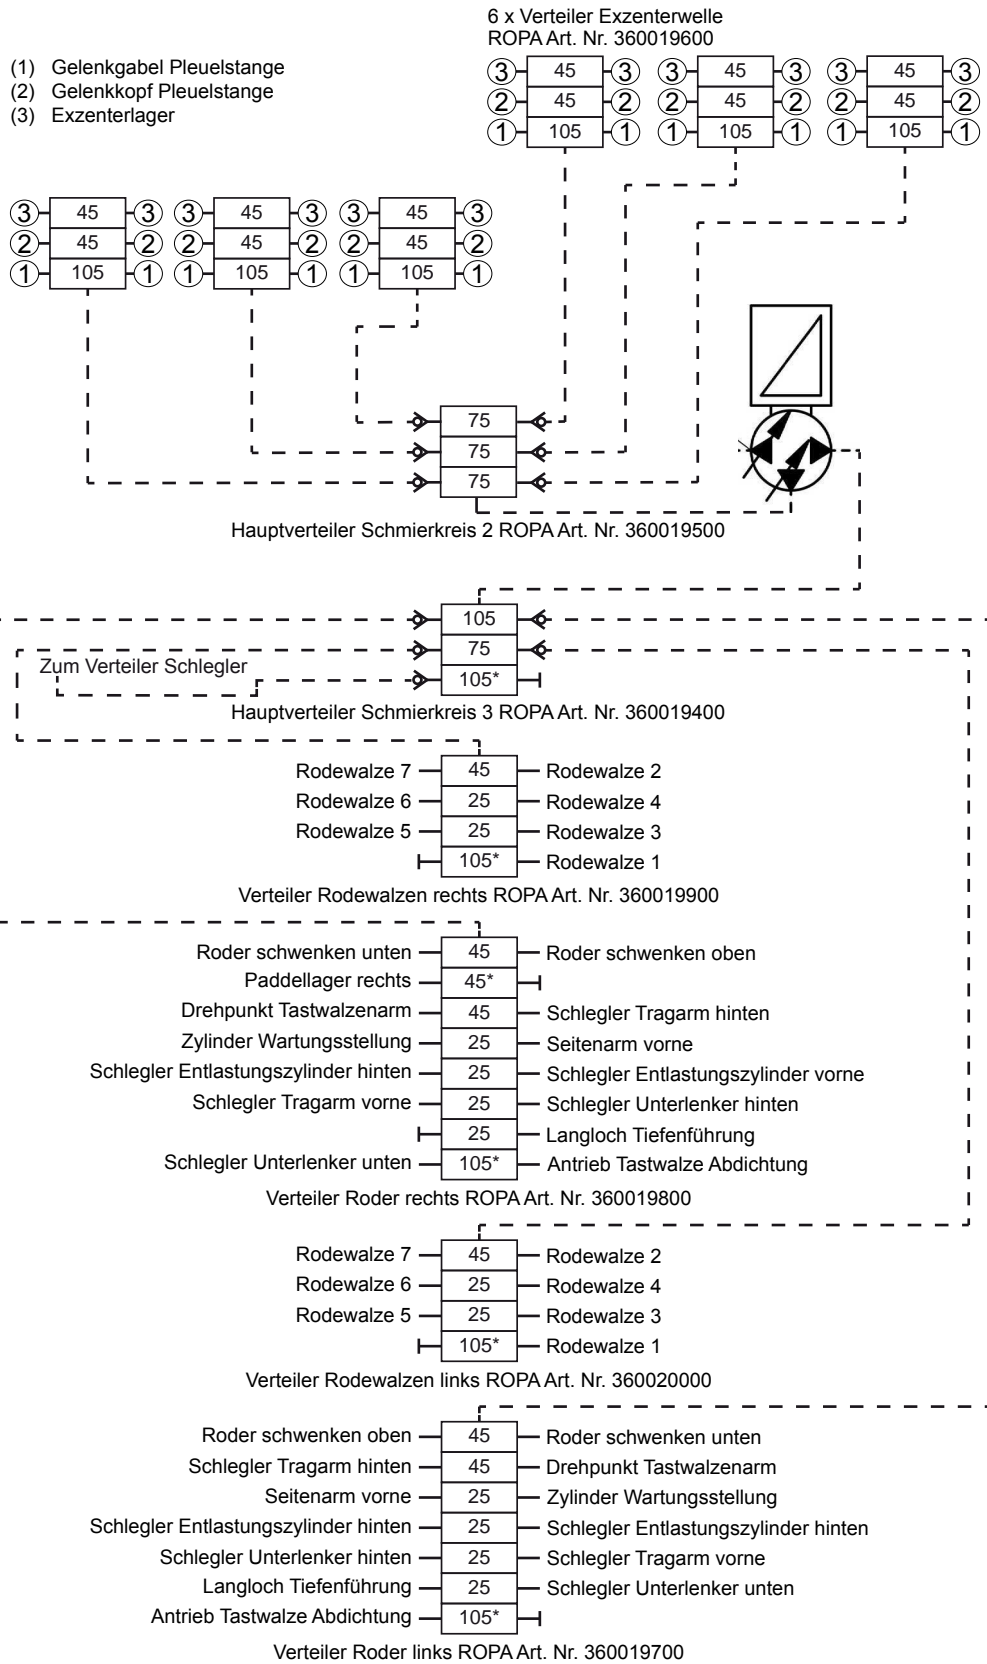 6 x Verteiler Exzenterwelle
ROPA Art. Nr. 360019600
(1) Gelenkgabel Pleuelstange
(2) Gelenkkopf Pleuelstange
(3) Exzenterlager
3 45 3 3 45 3 3 45 3
2 45 2 2 45 2 2 45 2
1 105 1 1 105 1 1 105 1
3 45 3 3 45 3 3 45 3
2 45 2 2 45 2 2 45 2
1 105 1 1 105 1 1 105 1
75
75
75
Hauptverteiler Schmierkreis 2 ROPA Art. Nr. 360019500
105
75
Zum Verteiler Schlegler
105*
Hauptverteiler Schmierkreis 3 ROPA Art. Nr. 360019400
Rodewalze 7 45 Rodewalze 2
Rodewalze 6 25 Rodewalze 4
Rodewalze 5 25 Rodewalze 3
105* Rodewalze 1
Verteiler Rodewalzen rechts ROPA Art. Nr. 360019900
Roder schwenken unten 45 Roder schwenken oben
Paddellager rechts 45*
Drehpunkt Tastwalzenarm 45 Schlegler Tragarm hinten
Zylinder Wartungsstellung 25 Seitenarm vorne
Schlegler Entlastungszylinder hinten 25 Schlegler Entlastungszylinder vorne
Schlegler Tragarm vorne 25 Schlegler Unterlenker hinten
25 Langloch Tiefenführung
Schlegler Unterlenker unten 105* Antrieb Tastwalze Abdichtung
Verteiler Roder rechts ROPA Art. Nr. 360019800
Rodewalze 7 45 Rodewalze 2
Rodewalze 6 25 Rodewalze 4
Rodewalze 5 25 Rodewalze 3
105* Rodewalze 1
Verteiler Rodewalzen links ROPA Art. Nr. 360020000
Roder schwenken oben 45 Roder schwenken unten
Schlegler Tragarm hinten 45 Drehpunkt Tastwalzenarm
Seitenarm vorne 25 Zylinder Wartungsstellung
Schlegler Entlastungszylinder hinten 25 Schlegler Entlastungszylinder hinten
Schlegler Unterlenker hinten 25 Schlegler Tragarm vorne
Langloch Tiefenführung 25 Schlegler Unterlenker unten
Antrieb Tastwalze Abdichtung 105*
Verteiler Roder links ROPA Art. Nr. 360019700